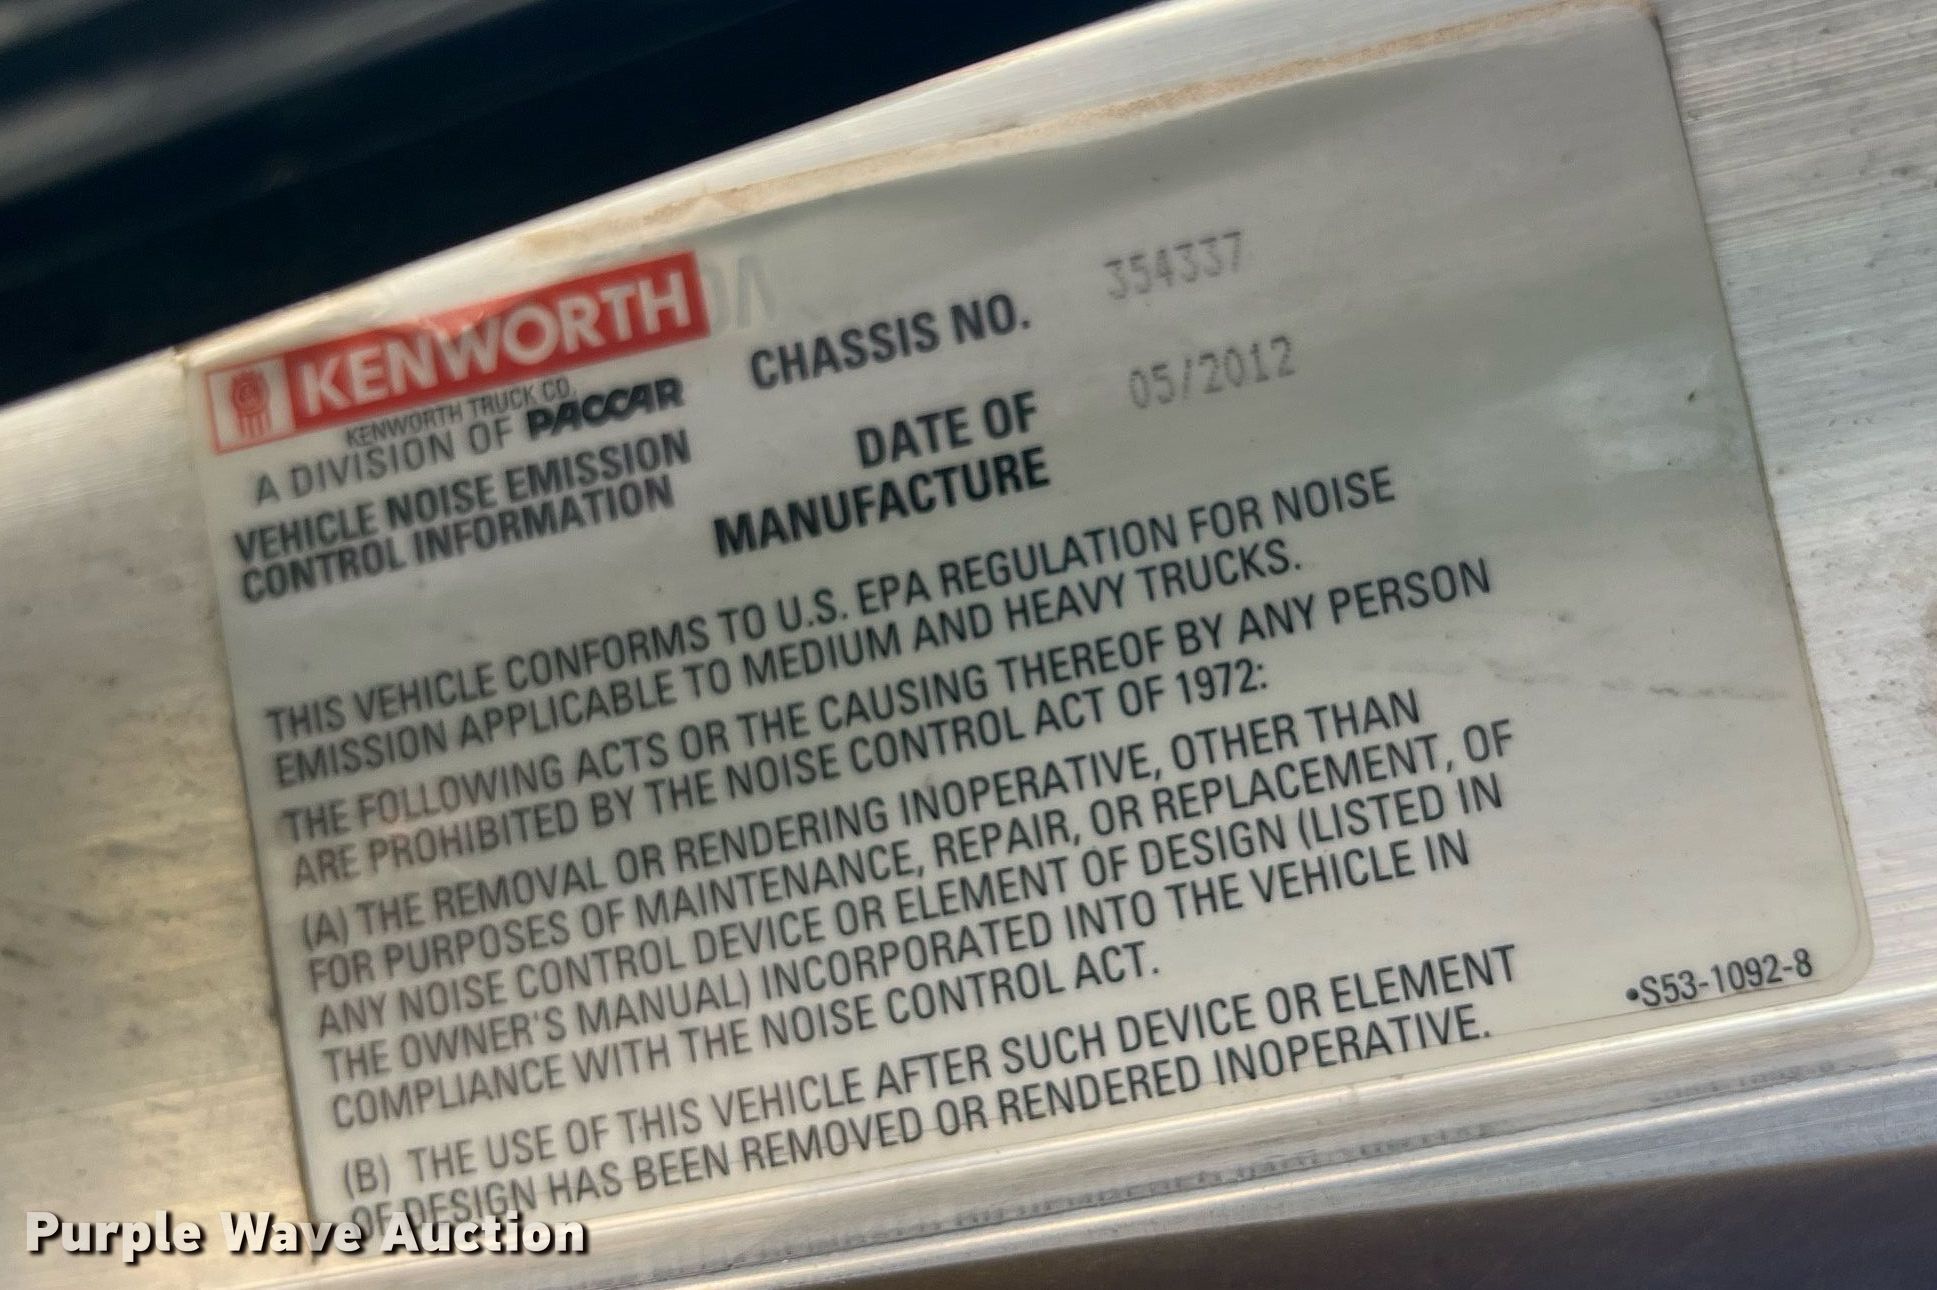 KENWORTH
KENWORTH TRUCK CO.
A DIVISION OF PACCAR
VEHICLE NOISE EMISSION
CONTROL INFORMATION
CHASSIS NO. 354337
DATE OF
MANUFACTURE 05/2012
THIS VEHICLE CONFORMS TO U.S. EPA REGULATION FOR NOISE
EMISSION APPLICABLE TO MEDIUM AND HEAVY TRUCKS.
THE FOLLOWING ACTS OR THE CAUSING THEREOF BY ANY PERSON
ARE PROHIBITED BY THE NOISE CONTROL ACT OF 1972:
(A) THE REMOVAL OR RENDERING INOPERATIVE, OTHER THAN
FOR PURPOSES OF MAINTENANCE, REPAIR, OR REPLACEMENT, OF
ANY NOISE CONTROL DEVICE OR ELEMENT OF DESIGN (LISTED IN
THE OWNER'S MANUAL) INCORPORATED INTO THE VEHICLE IN
COMPLIANCE WITH THE NOISE CONTROL ACT.
(B) THE USE OF THIS VEHICLE AFTER SUCH DEVICE OR ELEMENT
OF DESIGN HAS BEEN REMOVED OR RENDERED INOPERATIVE.
•S53-1092-8
Purple Wave Auction